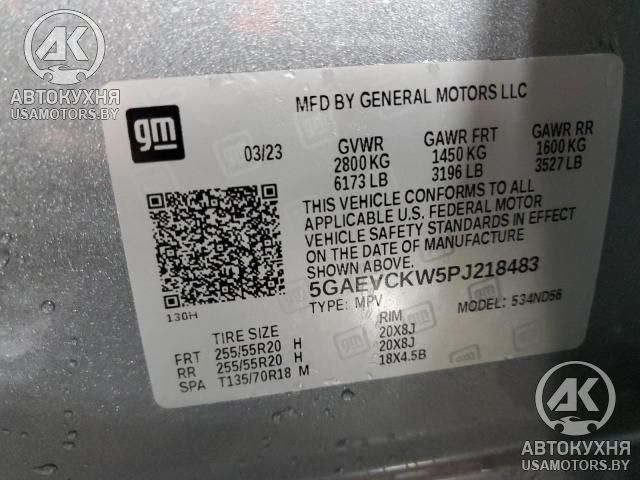 AK
АВТОКУХНЯ
USAMOTORS.BY
gm
MFD BY GENERAL MOTORS LLC
03/23
GVWR GAWR FRT GAWR RR
2800 KG 1450 KG 1600 KG
6173 LB 3196 LB 3527 LB
THIS VEHICLE CONFORMS TO ALL
APPLICABLE U.S. FEDERAL MOTOR
VEHICLE SAFETY STANDARDS IN EFFECT
ON THE DATE OF MANUFACTURE
SHOWN ABOVE.
5GAEVCKW5PJ218483
TYPE: MPV MODEL: 534ND56
130H
TIRE SIZE RIM
FRT 255/55R20 H 20X8J
RR 255/55R20 H 20X8J
SPA T135/70R18 M 18X4.5B
AK
АВТОКУХНЯ
USAMOTORS.BY